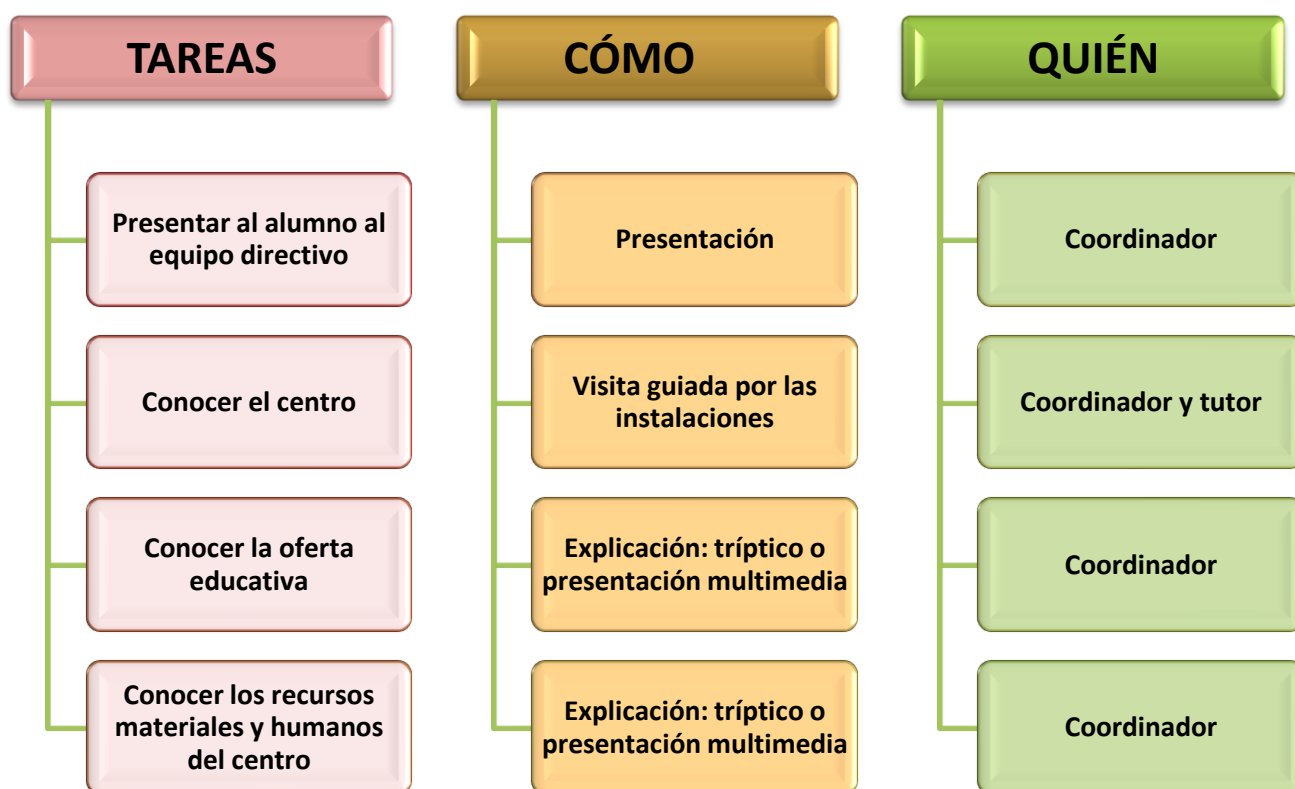 TAREAS
Presentar al alumno al
equipo directivo
Conocer el centro
Conocer la oferta
educativa
Conocer los recursos
materiales y humanos
del centro
CÓMO
Presentación
Visita guiada por las
instalaciones
Explicación: tríptico o
presentación multimedia
Explicación: tríptico o
presentación multimedia
QUIÉN
Coordinador
Coordinador y tutor
Coordinador
Coordinador